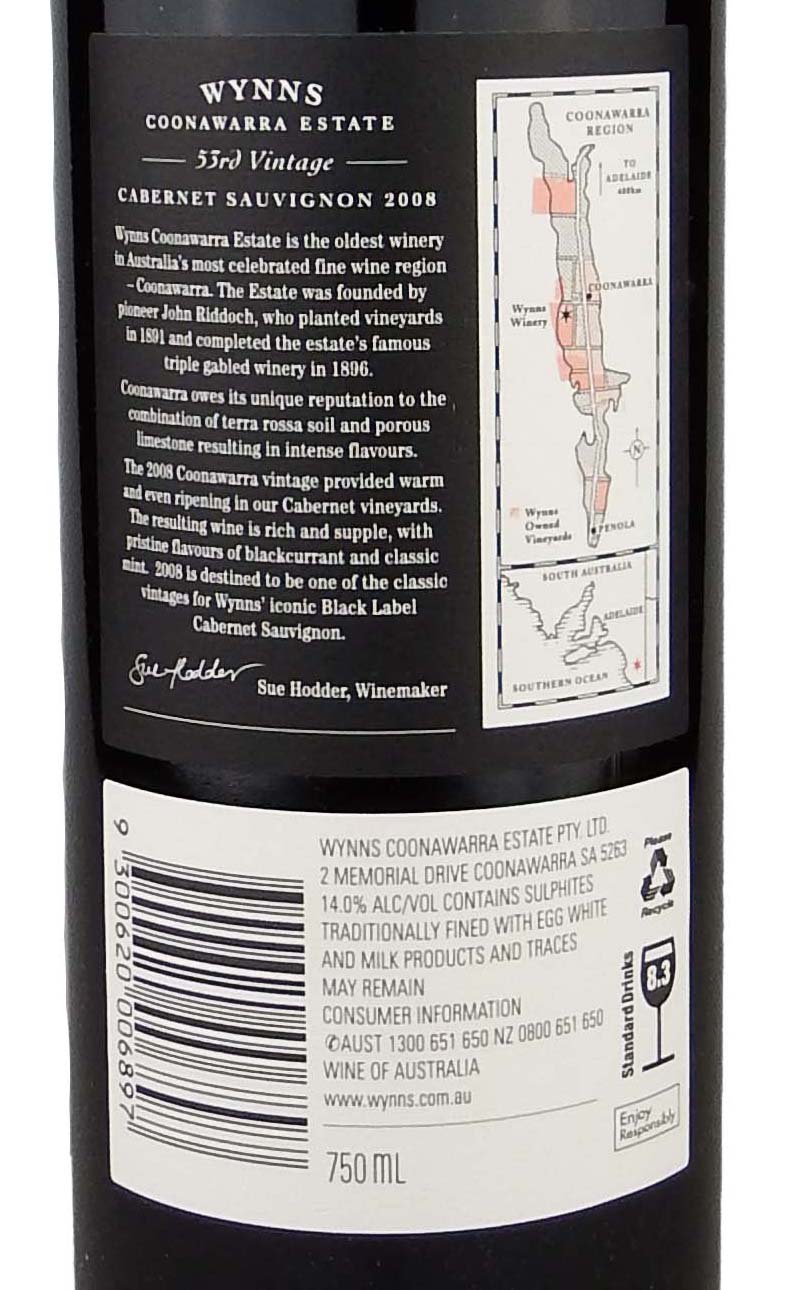 WYNNS
COONAWARRA ESTATE
53rd Vintage
CABERNET SAUVIGNON 2008
Wynns Coonawarra Estate is the oldest winery
in Australia's most celebrated fine wine region
– Coonawarra. The Estate was founded by
pioneer John Riddoch, who planted vineyards
in 1891 and completed the estate's famous
triple gabled winery in 1896.
Coonawarra owes its unique reputation to the
combination of terra rossa soil and porous
limestone resulting in intense flavours.
The 2008 Coonawarra vintage provided warm
and even ripening in our Cabernet vineyards.
The resulting wine is rich and supple, with
pristine flavours of blackcurrant and classic
mint. 2008 is destined to be one of the classic
vintages for Wynns' iconic Black Label
Cabernet Sauvignon.
Sue Hodder
Sue Hodder, Winemaker
COONAWARRA
REGION
TO
ADELAIDE
COONAWARRA
Wynns
Winery
N
Wynns
Owned
Vineyards
PENOLA
SOUTH AUSTRALIA
ADELAIDE
SOUTHERN OCEAN
9 300620 006897
WYNNS COONAWARRA ESTATE PTY. LTD.
2 MEMORIAL DRIVE COONAWARRA SA 5263
14.0% ALC/VOL CONTAINS SULPHITES
TRADITIONALLY FINED WITH EGG WHITE
AND MILK PRODUCTS AND TRACES
MAY REMAIN
CONSUMER INFORMATION
✆AUST 1300 651 650 NZ 0800 651 650
WINE OF AUSTRALIA
www.wynns.com.au
750 ML
Please
Recycle
8.3
Standard Drinks
Enjoy
Responsibly